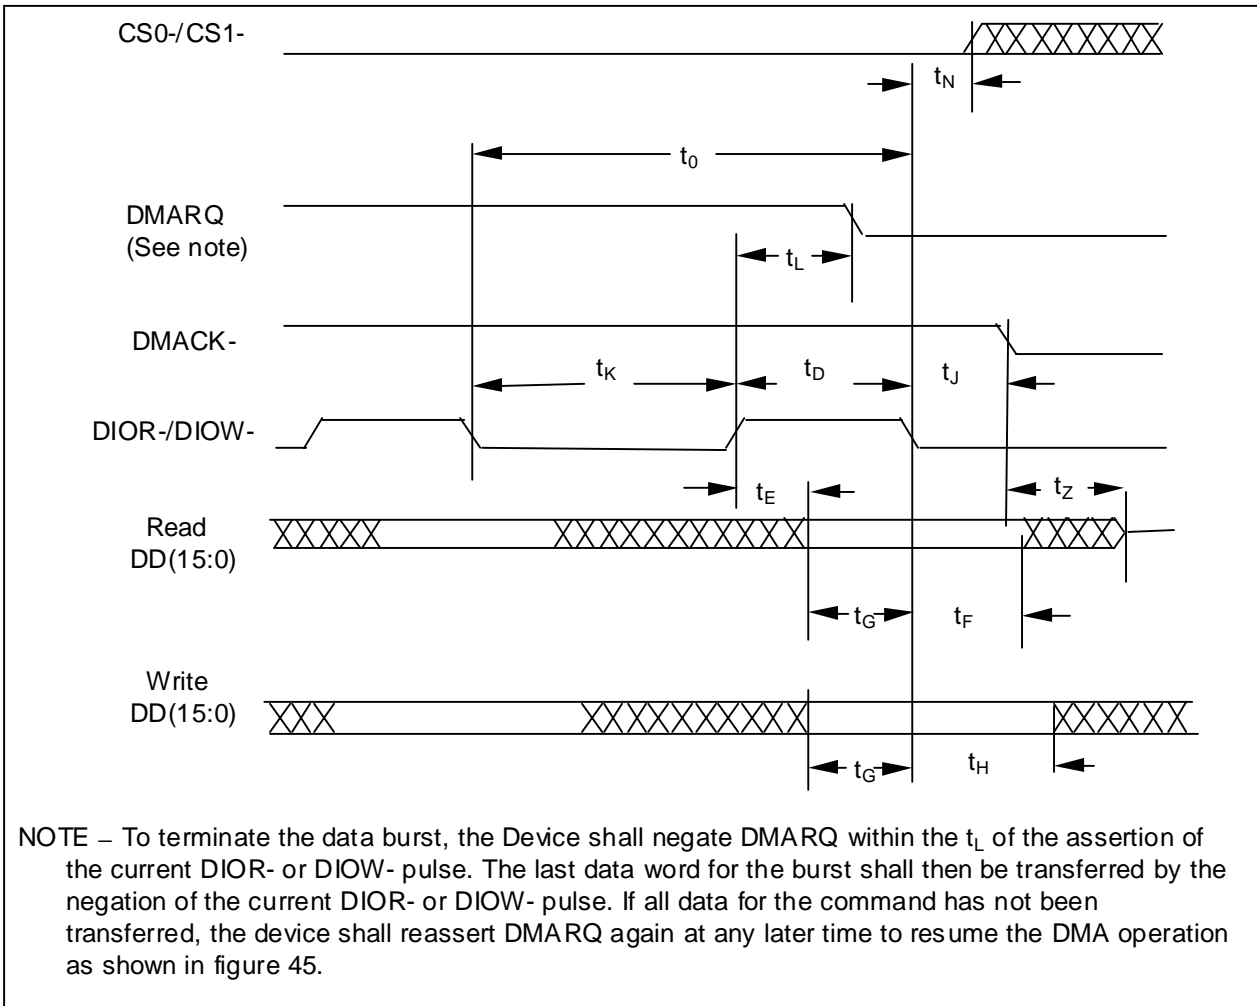 CS0-/CS1-
tN
t0
DMARQ
(See note)
tL
DMACK-
tK
tD
tJ
DIOR-/DIOW-
tE
tZ
Read
DD(15:0)
tG
tF
Write
DD(15:0)
tG
tH
NOTE – To terminate the data burst, the Device shall negate DMARQ within the tL of the assertion of
the current DIOR- or DIOW- pulse. The last data word for the burst shall then be transferred by the
negation of the current DIOR- or DIOW- pulse. If all data for the command has not been
transferred, the device shall reassert DMARQ again at any later time to resume the DMA operation
as shown in figure 45.